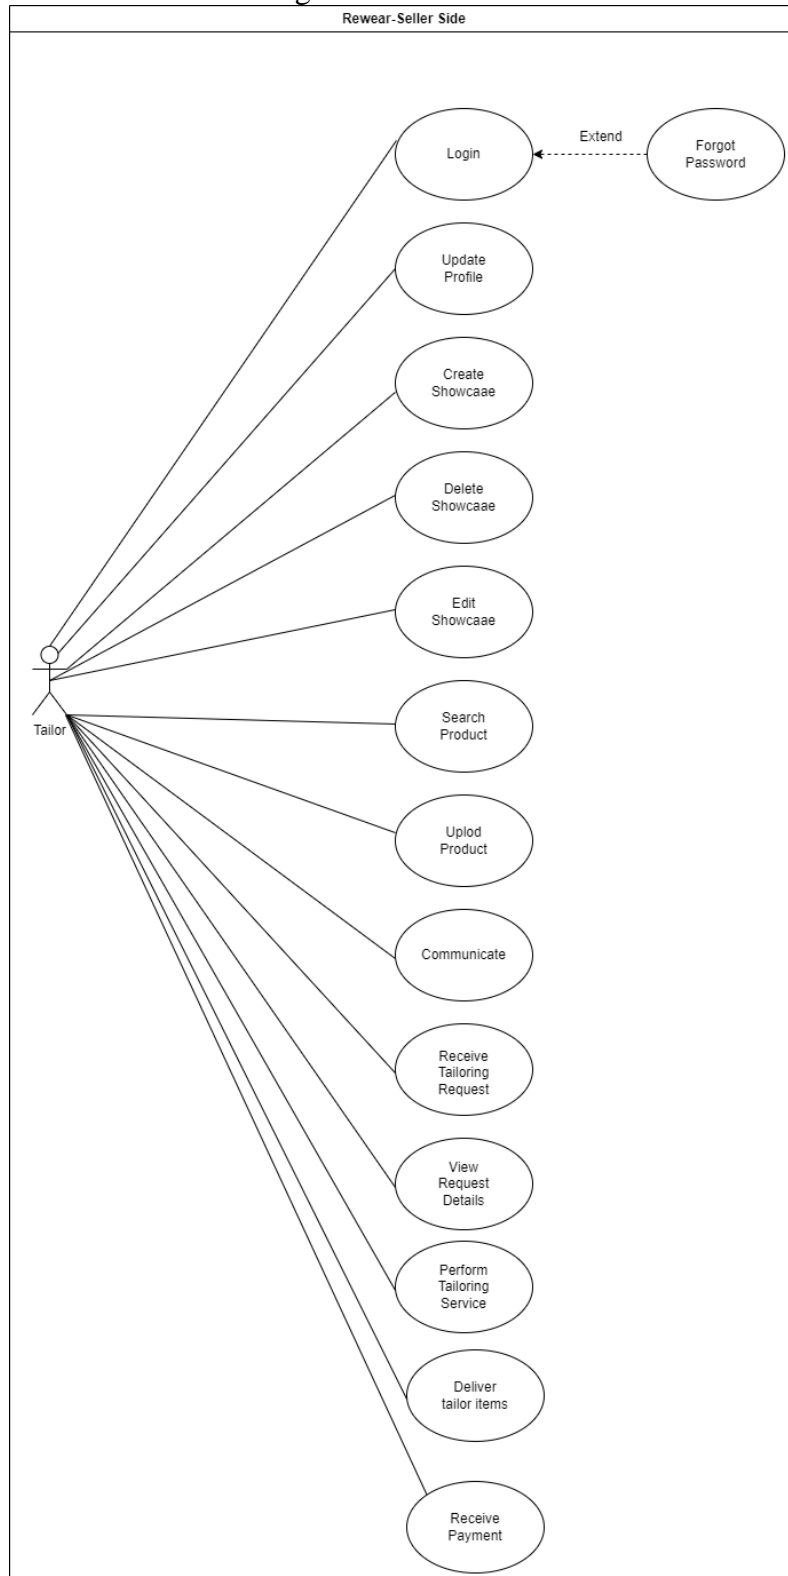 Rewear-Seller Side
Login
Extend
Forgot
Password
Update
Profile
Create
Showcaae
Delete
Showcaae
Edit
Showcaae
Tailor
Search
Product
Uplod
Product
Communicate
Receive
Tailoring
Request
View
Request
Details
Perform
Tailoring
Service
Deliver
tailor items
Receive
Payment